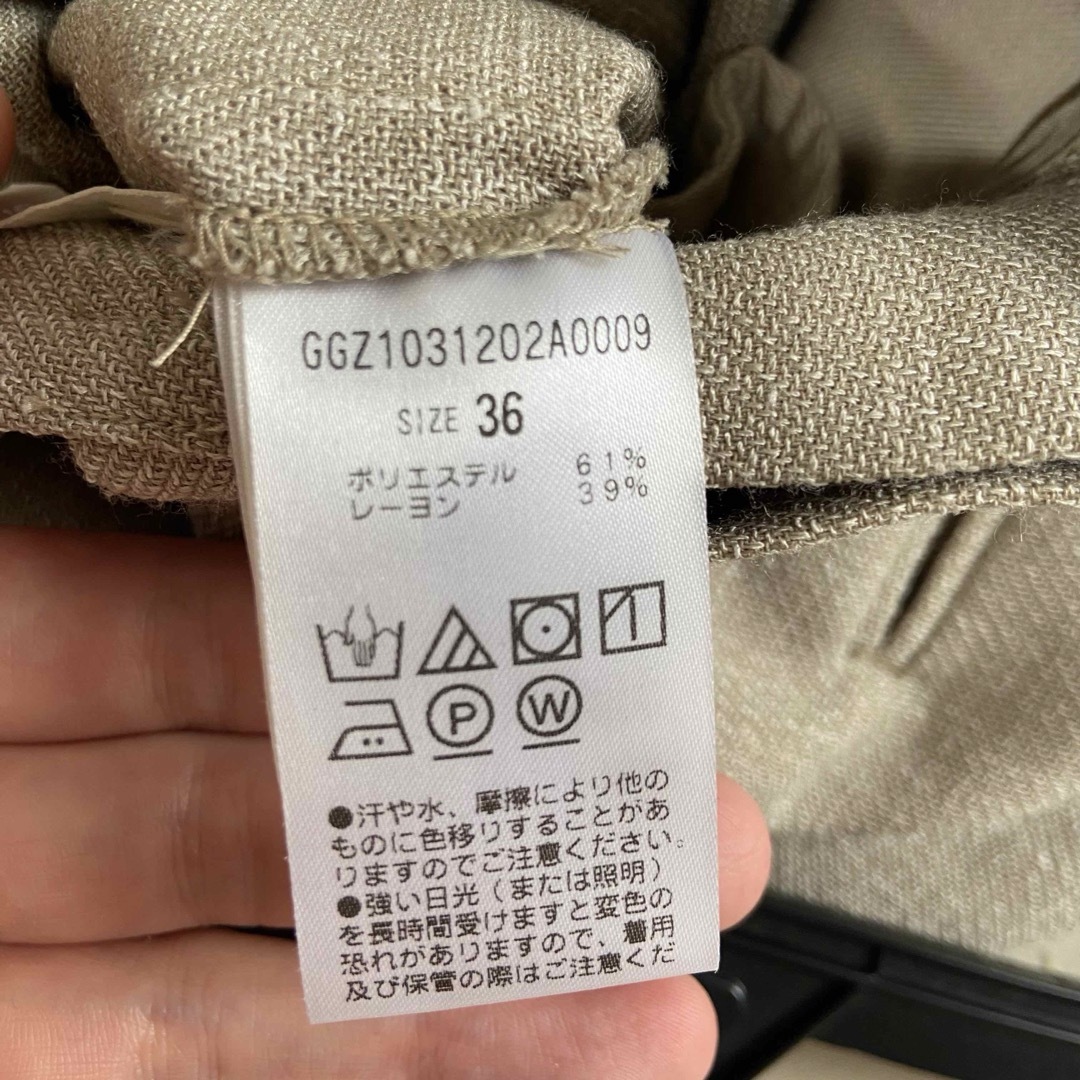 GGZ1031202A0009
SIZE 36
ポリエステル 61%
レーヨン 39%
P W
●汗や水、摩擦により他の
ものに色移りすることがあ
りますのでご注意ください。
●強い日光(または照明)
を長時間受けますと変色の
恐れがありますので、着用
及び保管の際はご注意くだ